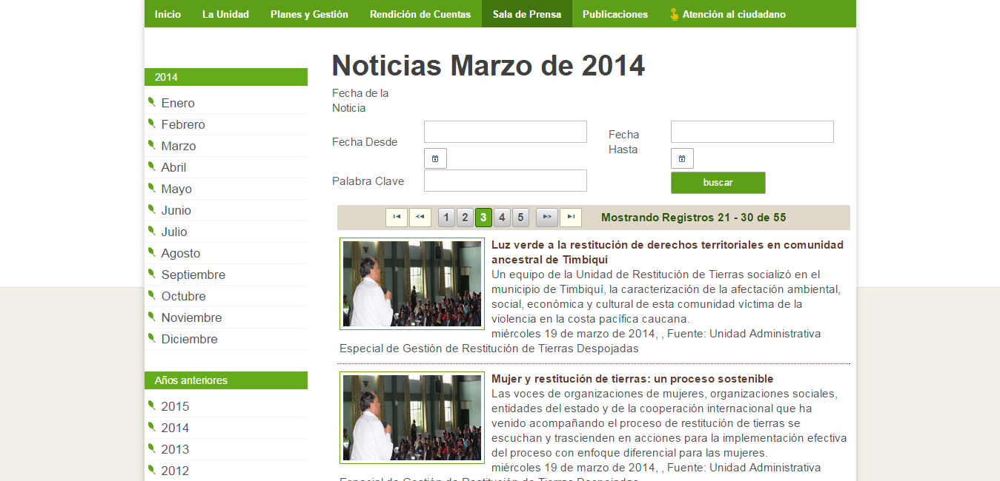 Inicio La Unidad Planes y Gestión Rendición de Cuentas Sala de Prensa Publicaciones Atención al ciudadano
2014
Enero
Febrero
Marzo
Abril
Mayo
Junio
Julio
Agosto
Septiembre
Octubre
Noviembre
Diciembre
Años anteriores
2015
2014
2013
2012
Noticias Marzo de 2014
Fecha de la
Noticia
Fecha Desde
Fecha
Hasta
Palabra Clave
buscar
1 2 3 4 5 Mostrando Registros 21 - 30 de 55
Luz verde a la restitución de derechos territoriales en comunidad
ancestral de Timbiquí
Un equipo de la Unidad de Restitución de Tierras socializó en el
municipio de Timbiquí, la caracterización de la afectación ambiental,
social, económica y cultural de esta comunidad víctima de la
violencia en la costa pacífica caucana.
miércoles 19 de marzo de 2014, , Fuente: Unidad Administrativa
Especial de Gestión de Restitución de Tierras Despojadas
Mujer y restitución de tierras: un proceso sostenible
Las voces de organizaciones de mujeres, organizaciones sociales,
entidades del estado y de la cooperación internacional que ha
venido acompañando el proceso de restitución de tierras se
escuchan y trascienden en acciones para la implementación efectiva
del proceso con enfoque diferencial para las mujeres.
miércoles 19 de marzo de 2014, , Fuente: Unidad Administrativa
Especial de Gestión de Restitución de Tierras Despojadas